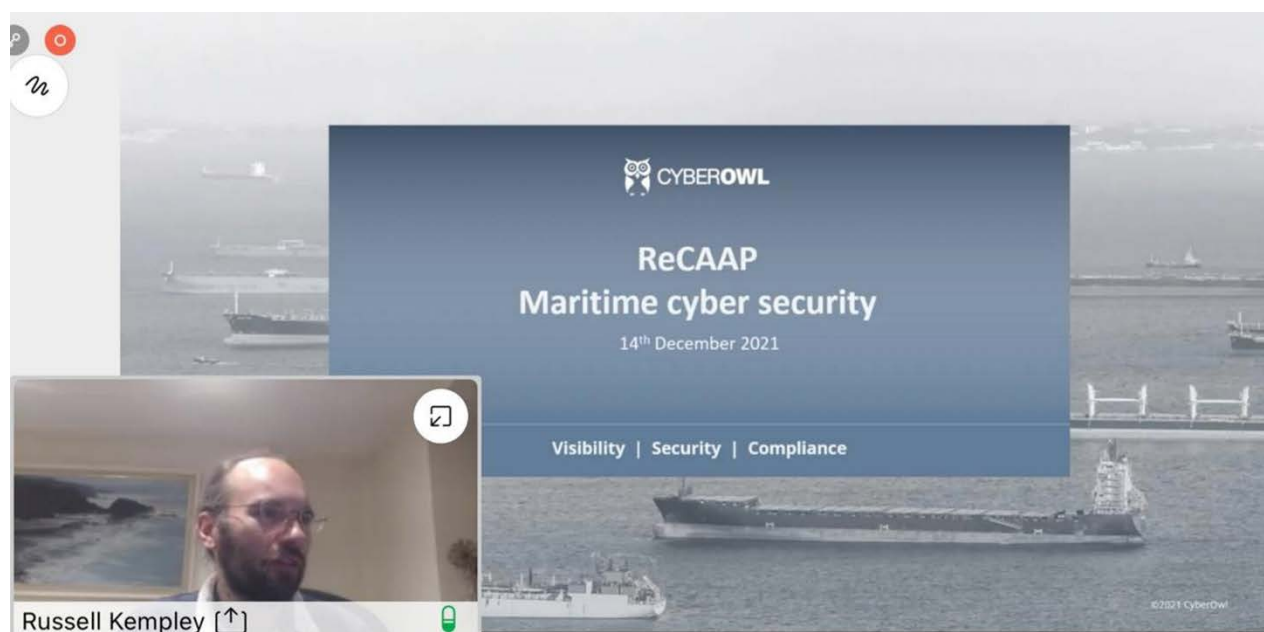 CYBEROWL
ReCAAP
Maritime cyber security
14th December 2021
Visibility | Security | Compliance
Russell Kempley [↑]
©2021 CyberOwl